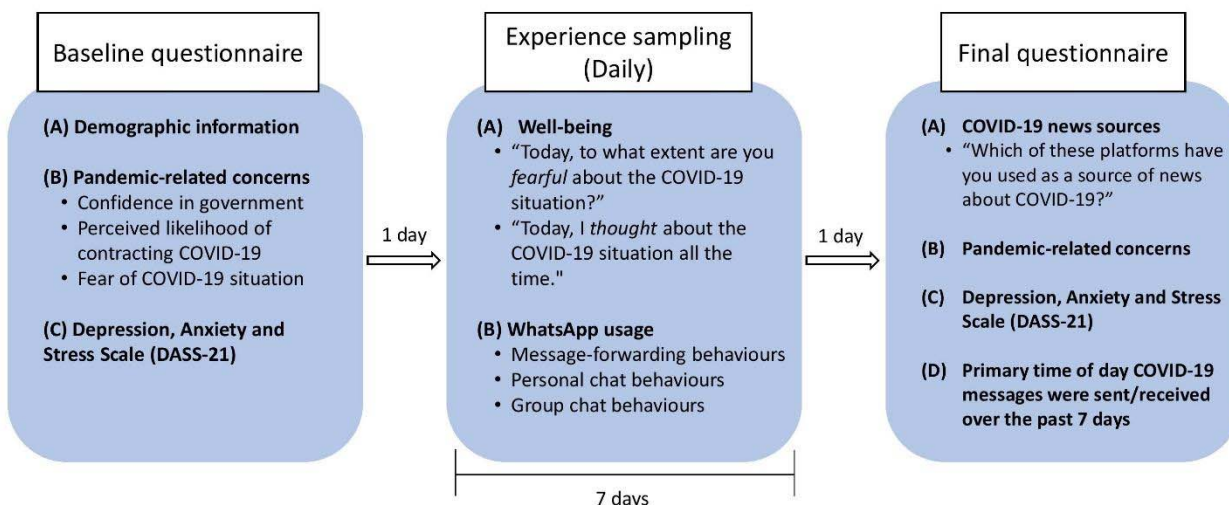 Baseline questionnaire
(A) Demographic information
(B) Pandemic-related concerns
• Confidence in government
• Perceived likelihood of
contracting COVID-19
• Fear of COVID-19 situation
(C) Depression, Anxiety and
Stress Scale (DASS-21)
1 day
Experience sampling
(Daily)
(A) Well-being
• “Today, to what extent are you
fearful about the COVID-19
situation?”
• “Today, I thought about the
COVID-19 situation all the
time."
(B) WhatsApp usage
• Message-forwarding behaviours
• Personal chat behaviours
• Group chat behaviours
7 days
1 day
Final questionnaire
(A) COVID-19 news sources
• “Which of these platforms have
you used as a source of news
about COVID-19?”
(B) Pandemic-related concerns
(C) Depression, Anxiety and Stress
Scale (DASS-21)
(D) Primary time of day COVID-19
messages were sent/received
over the past 7 days